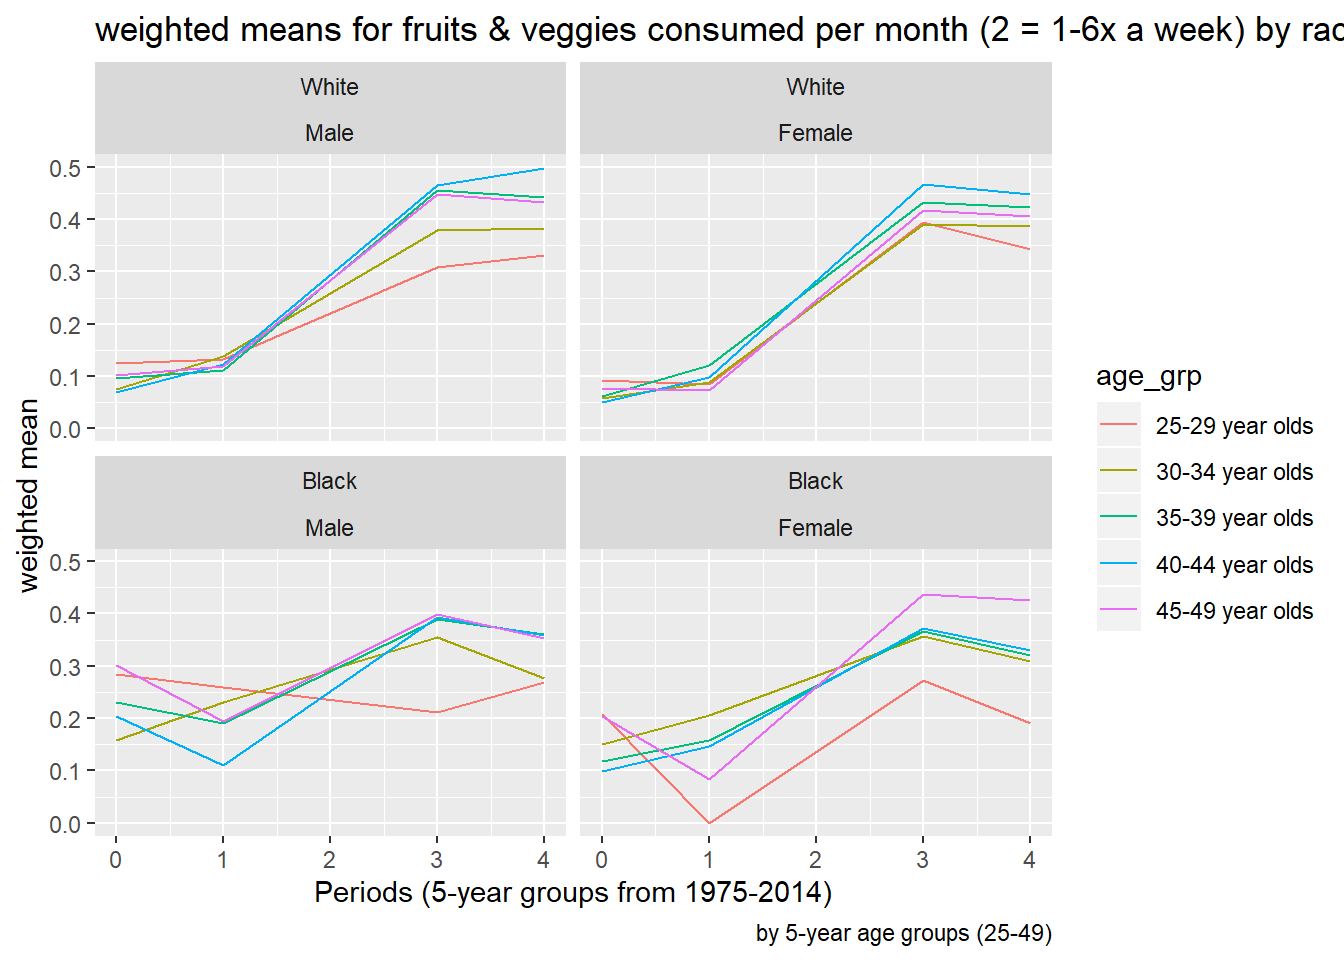 weighted means for fruits & veggies consumed per month (2 = 1-6x a week) by rac
White
White
Male
Female
0.5
0.4
0.3
0.2
0.1
0.0
Black
Black
Male
Female
0.5
0.4
0.3
0.2
0.1
0.0
weighted mean
0 1 2 3 4
0 1 2 3 4
Periods (5-year groups from 1975-2014)
by 5-year age groups (25-49)
age_grp
25-29 year olds
30-34 year olds
35-39 year olds
40-44 year olds
45-49 year olds